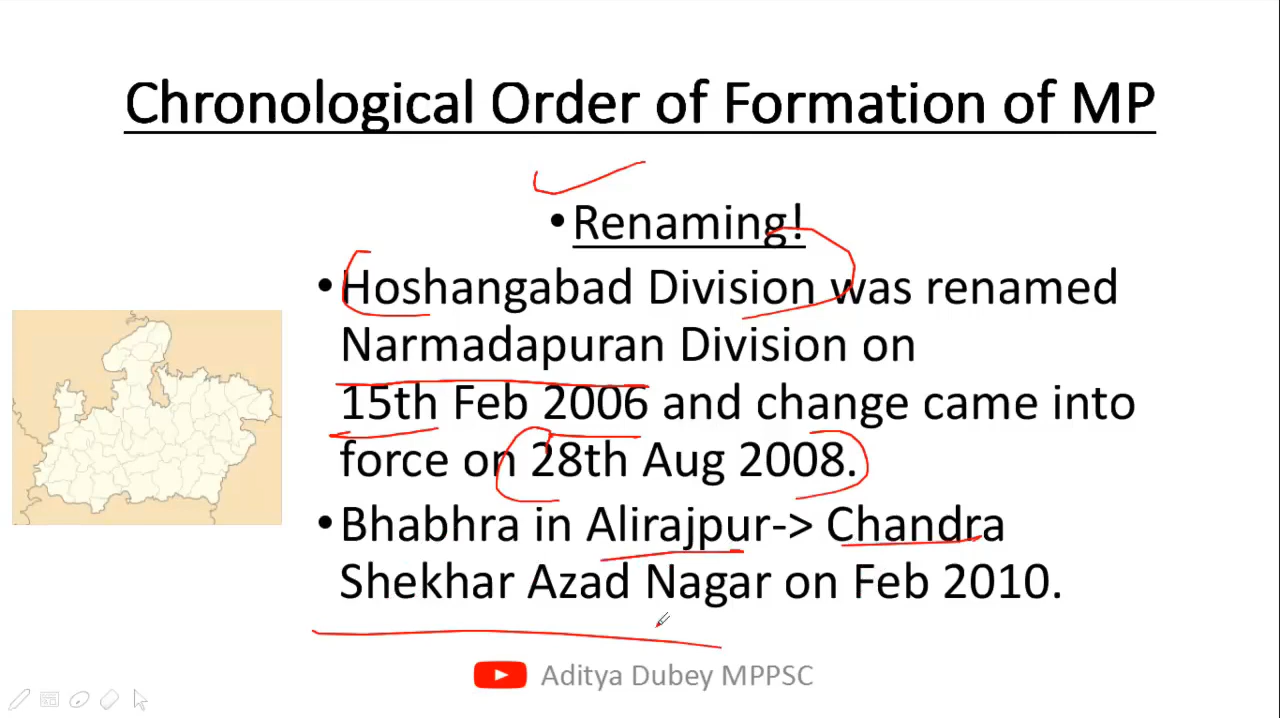 Chronological Order of Formation of MP
•Renaming!
•Hoshangabad Division was renamed
Narmadapuran Division on
15th Feb 2006 and change came into
force on 28th Aug 2008.
•Bhabhra in Alirajpur-> Chandra
Shekhar Azad Nagar on Feb 2010.
Aditya Dubey MPPSC